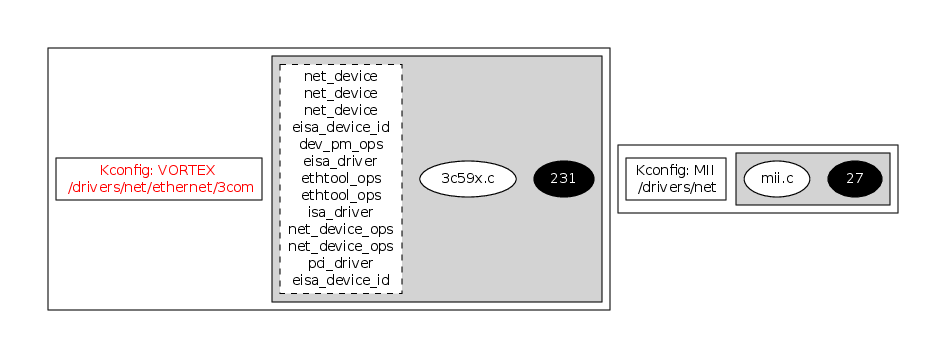 Kconfig: VORTEX
/drivers/net/ethernet/3com
net_device
net_device
net_device
eisa_device_id
dev_pm_ops
eisa_driver
ethtool_ops
ethtool_ops
isa_driver
net_device_ops
net_device_ops
pci_driver
eisa_device_id
3c59x.c
231
Kconfig: MII
/drivers/net
mii.c
27